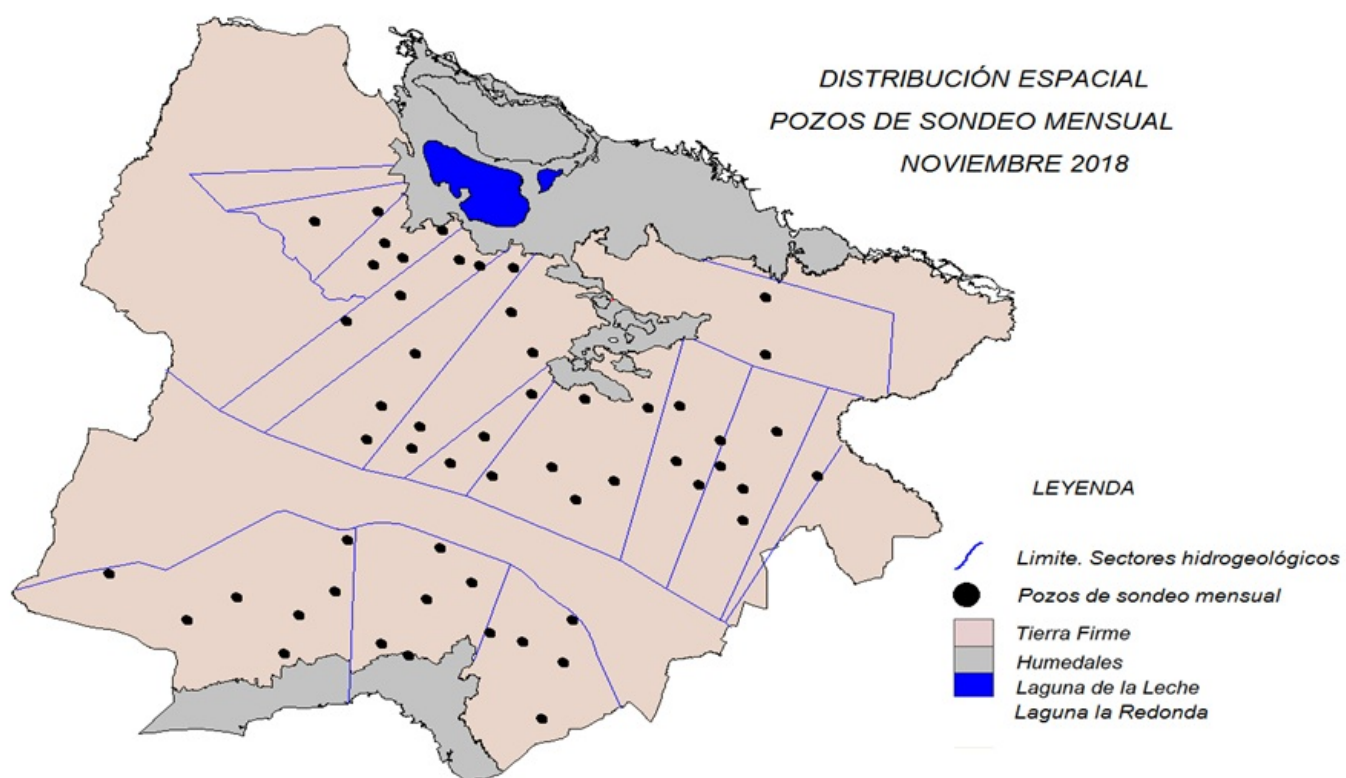 DISTRIBUCIÓN ESPACIAL
POZOS DE SONDEO MENSUAL
NOVIEMBRE 2018
LEYENDA
Limite. Sectores hidrogeológicos
Pozos de sondeo mensual
Tierra Firme
Humedales
Laguna de la Leche
Laguna la Redonda